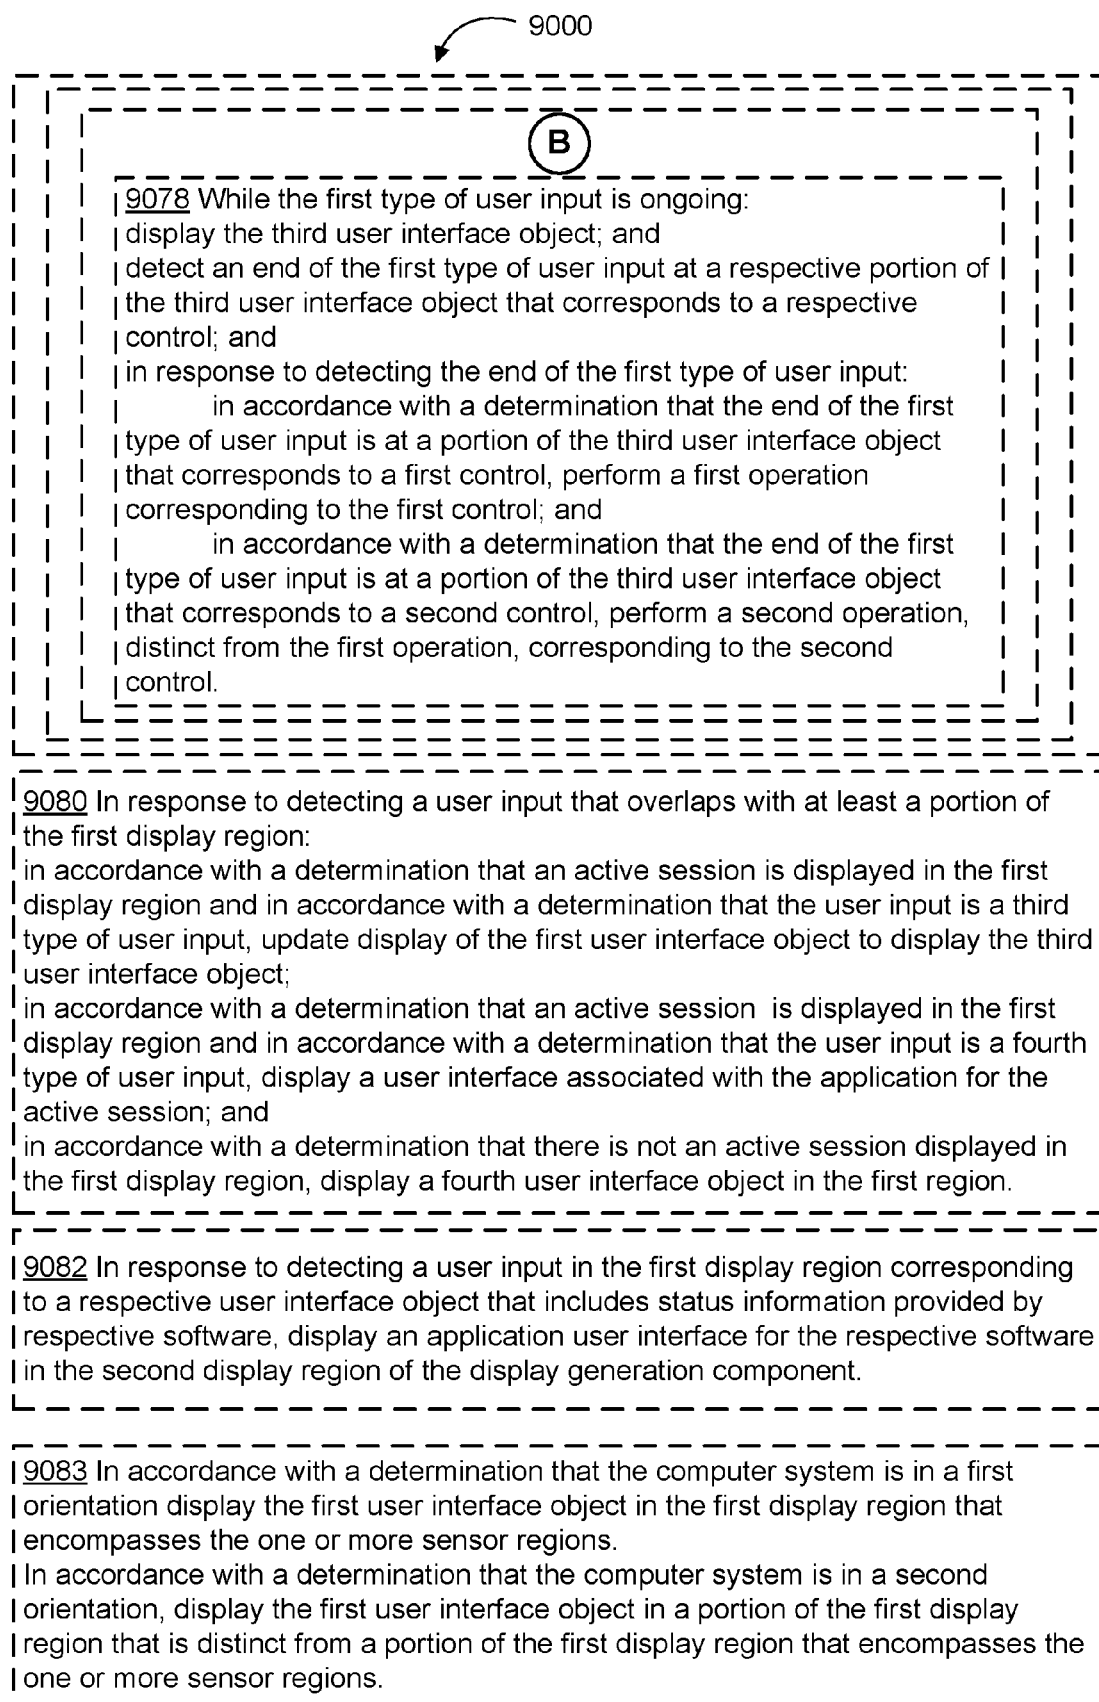 9000
B
9078 While the first type of user input is ongoing:
display the third user interface object; and
detect an end of the first type of user input at a respective portion of
the third user interface object that corresponds to a respective
control; and
in response to detecting the end of the first type of user input:
in accordance with a determination that the end of the first
type of user input is at a portion of the third user interface object
that corresponds to a first control, perform a first operation
corresponding to the first control; and
in accordance with a determination that the end of the first
type of user input is at a portion of the third user interface object
that corresponds to a second control, perform a second operation,
distinct from the first operation, corresponding to the second
control.
9080 In response to detecting a user input that overlaps with at least a portion of
the first display region:
in accordance with a determination that an active session is displayed in the first
display region and in accordance with a determination that the user input is a third
type of user input, update display of the first user interface object to display the third
user interface object;
in accordance with a determination that an active session  is displayed in the first
display region and in accordance with a determination that the user input is a fourth
type of user input, display a user interface associated with the application for the
active session; and
in accordance with a determination that there is not an active session displayed in
the first display region, display a fourth user interface object in the first region.
9082 In response to detecting a user input in the first display region corresponding
to a respective user interface object that includes status information provided by
respective software, display an application user interface for the respective software
in the second display region of the display generation component.
9083 In accordance with a determination that the computer system is in a first
orientation display the first user interface object in the first display region that
encompasses the one or more sensor regions.
In accordance with a determination that the computer system is in a second
orientation, display the first user interface object in a portion of the first display
region that is distinct from a portion of the first display region that encompasses the
one or more sensor regions.